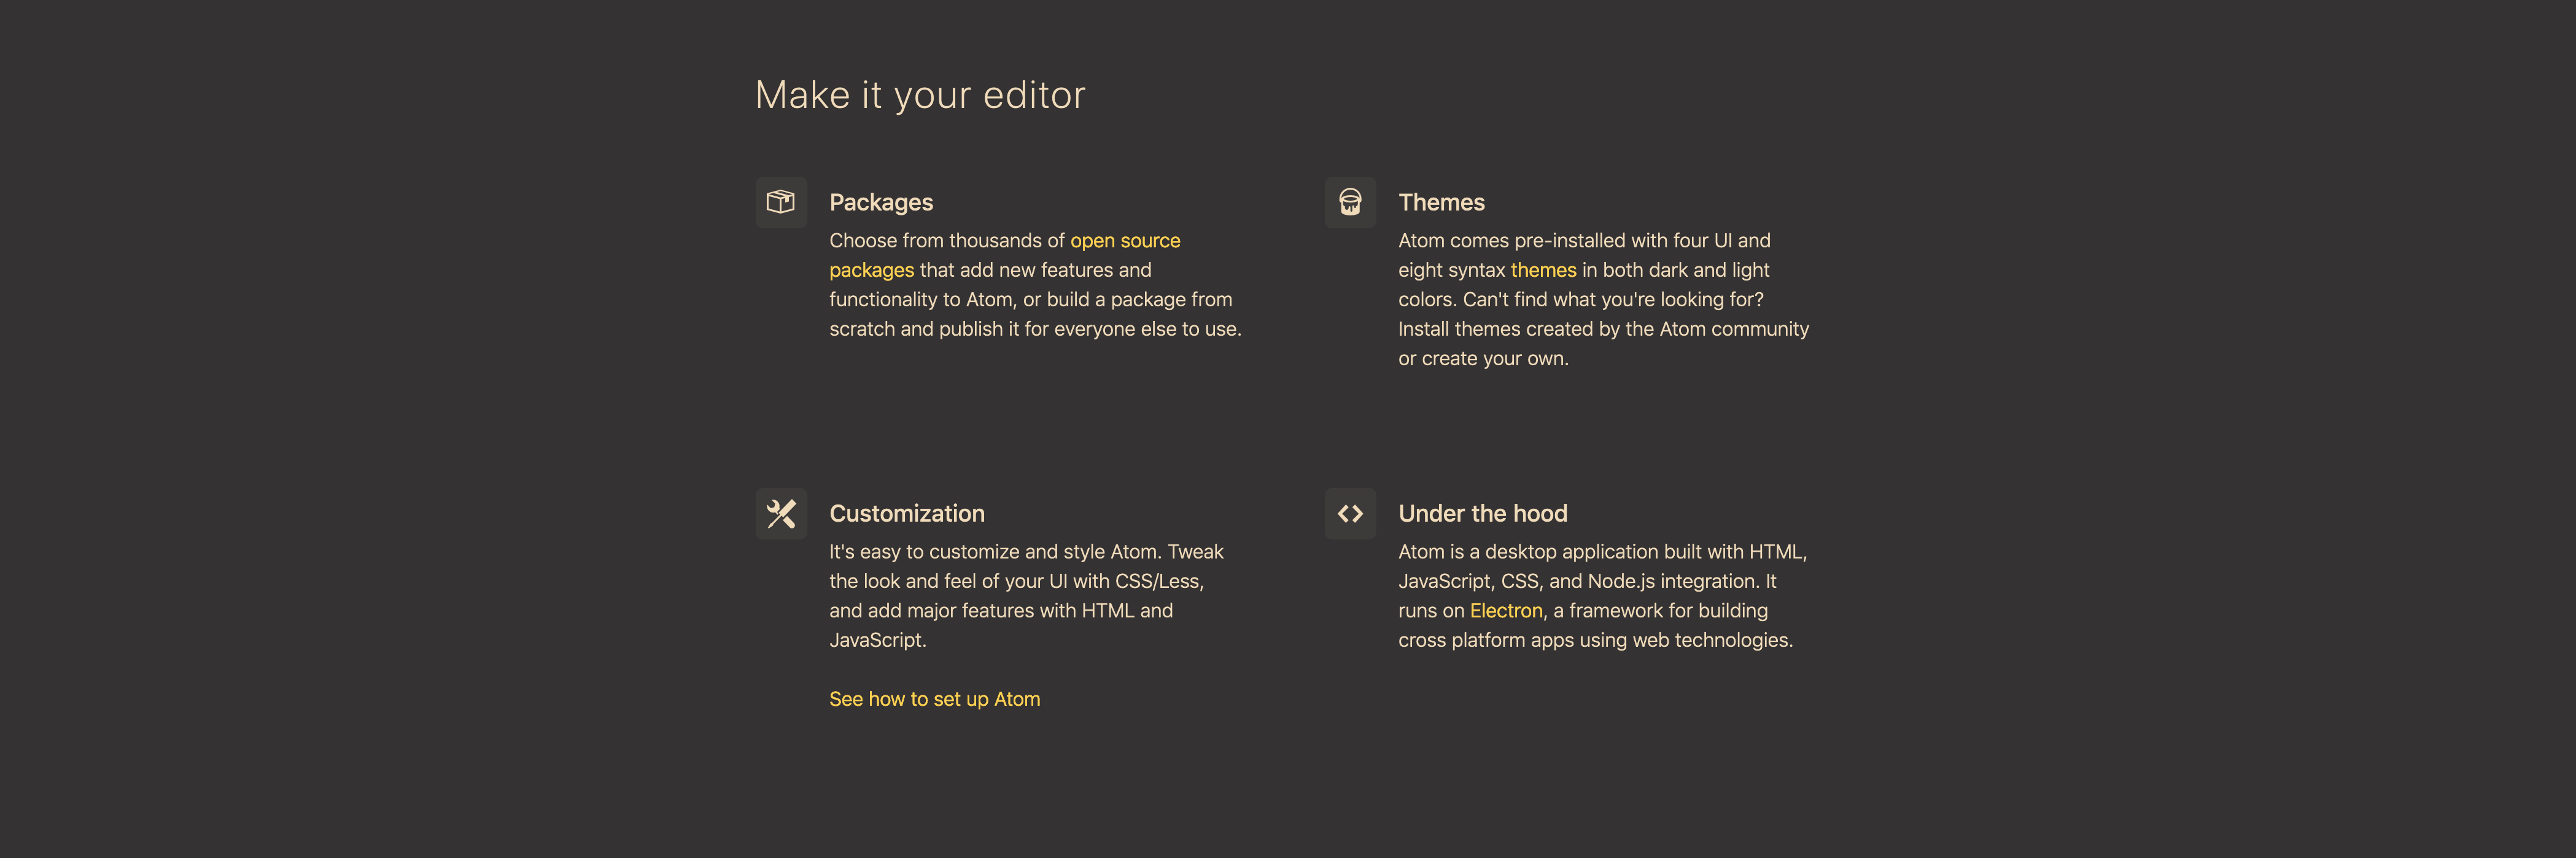 Make it your editor
Packages
Choose from thousands of open source
packages that add new features and
functionality to Atom, or build a package from
scratch and publish it for everyone else to use.
Themes
Atom comes pre-installed with four UI and
eight syntax themes in both dark and light
colors. Can't find what you're looking for?
Install themes created by the Atom community
or create your own.
Customization
It's easy to customize and style Atom. Tweak
the look and feel of your UI with CSS/Less,
and add major features with HTML and
JavaScript.
See how to set up Atom
Under the hood
Atom is a desktop application built with HTML,
JavaScript, CSS, and Node.js integration. It
runs on Electron, a framework for building
cross platform apps using web technologies.